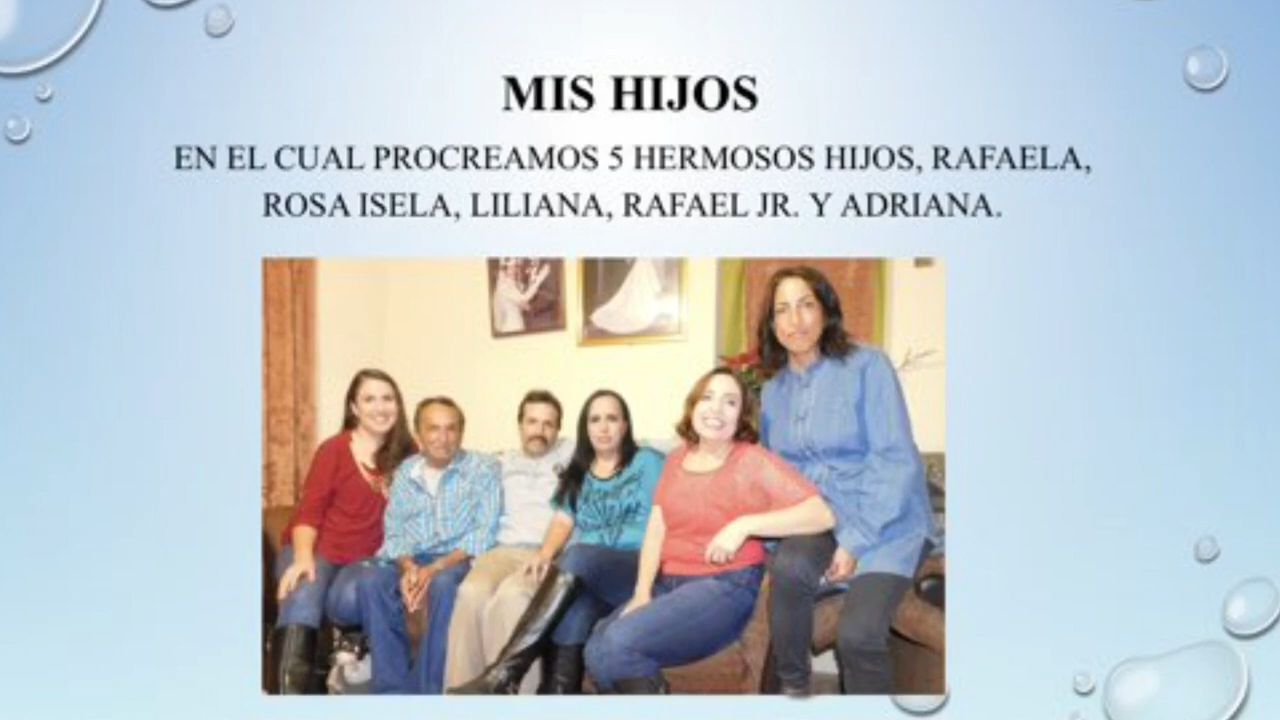 MIS HIJOS
EN EL CUAL PROCREAMOS 5 HERMOSOS HIJOS, RAFAELA,
ROSA ISELA, LILIANA, RAFAEL JR. Y ADRIANA.